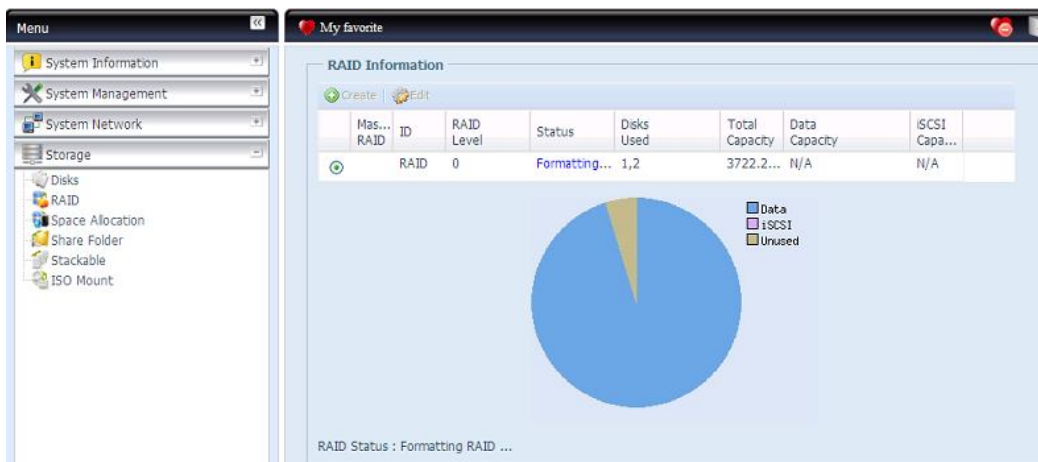 Menu
My favorite
System Information
System Management
System Network
Storage
Disks
RAID
Space Allocation
Share Folder
Stackable
ISO Mount
RAID Information
Create Edit
Mas... RAID ID RAID Level Status Disks Used Total Capacity Data Capacity iSCSI Capa...
RAID 0 Formatting... 1,2 3722.2... N/A N/A
Data
iSCSI
Unused
RAID Status : Formatting RAID ...